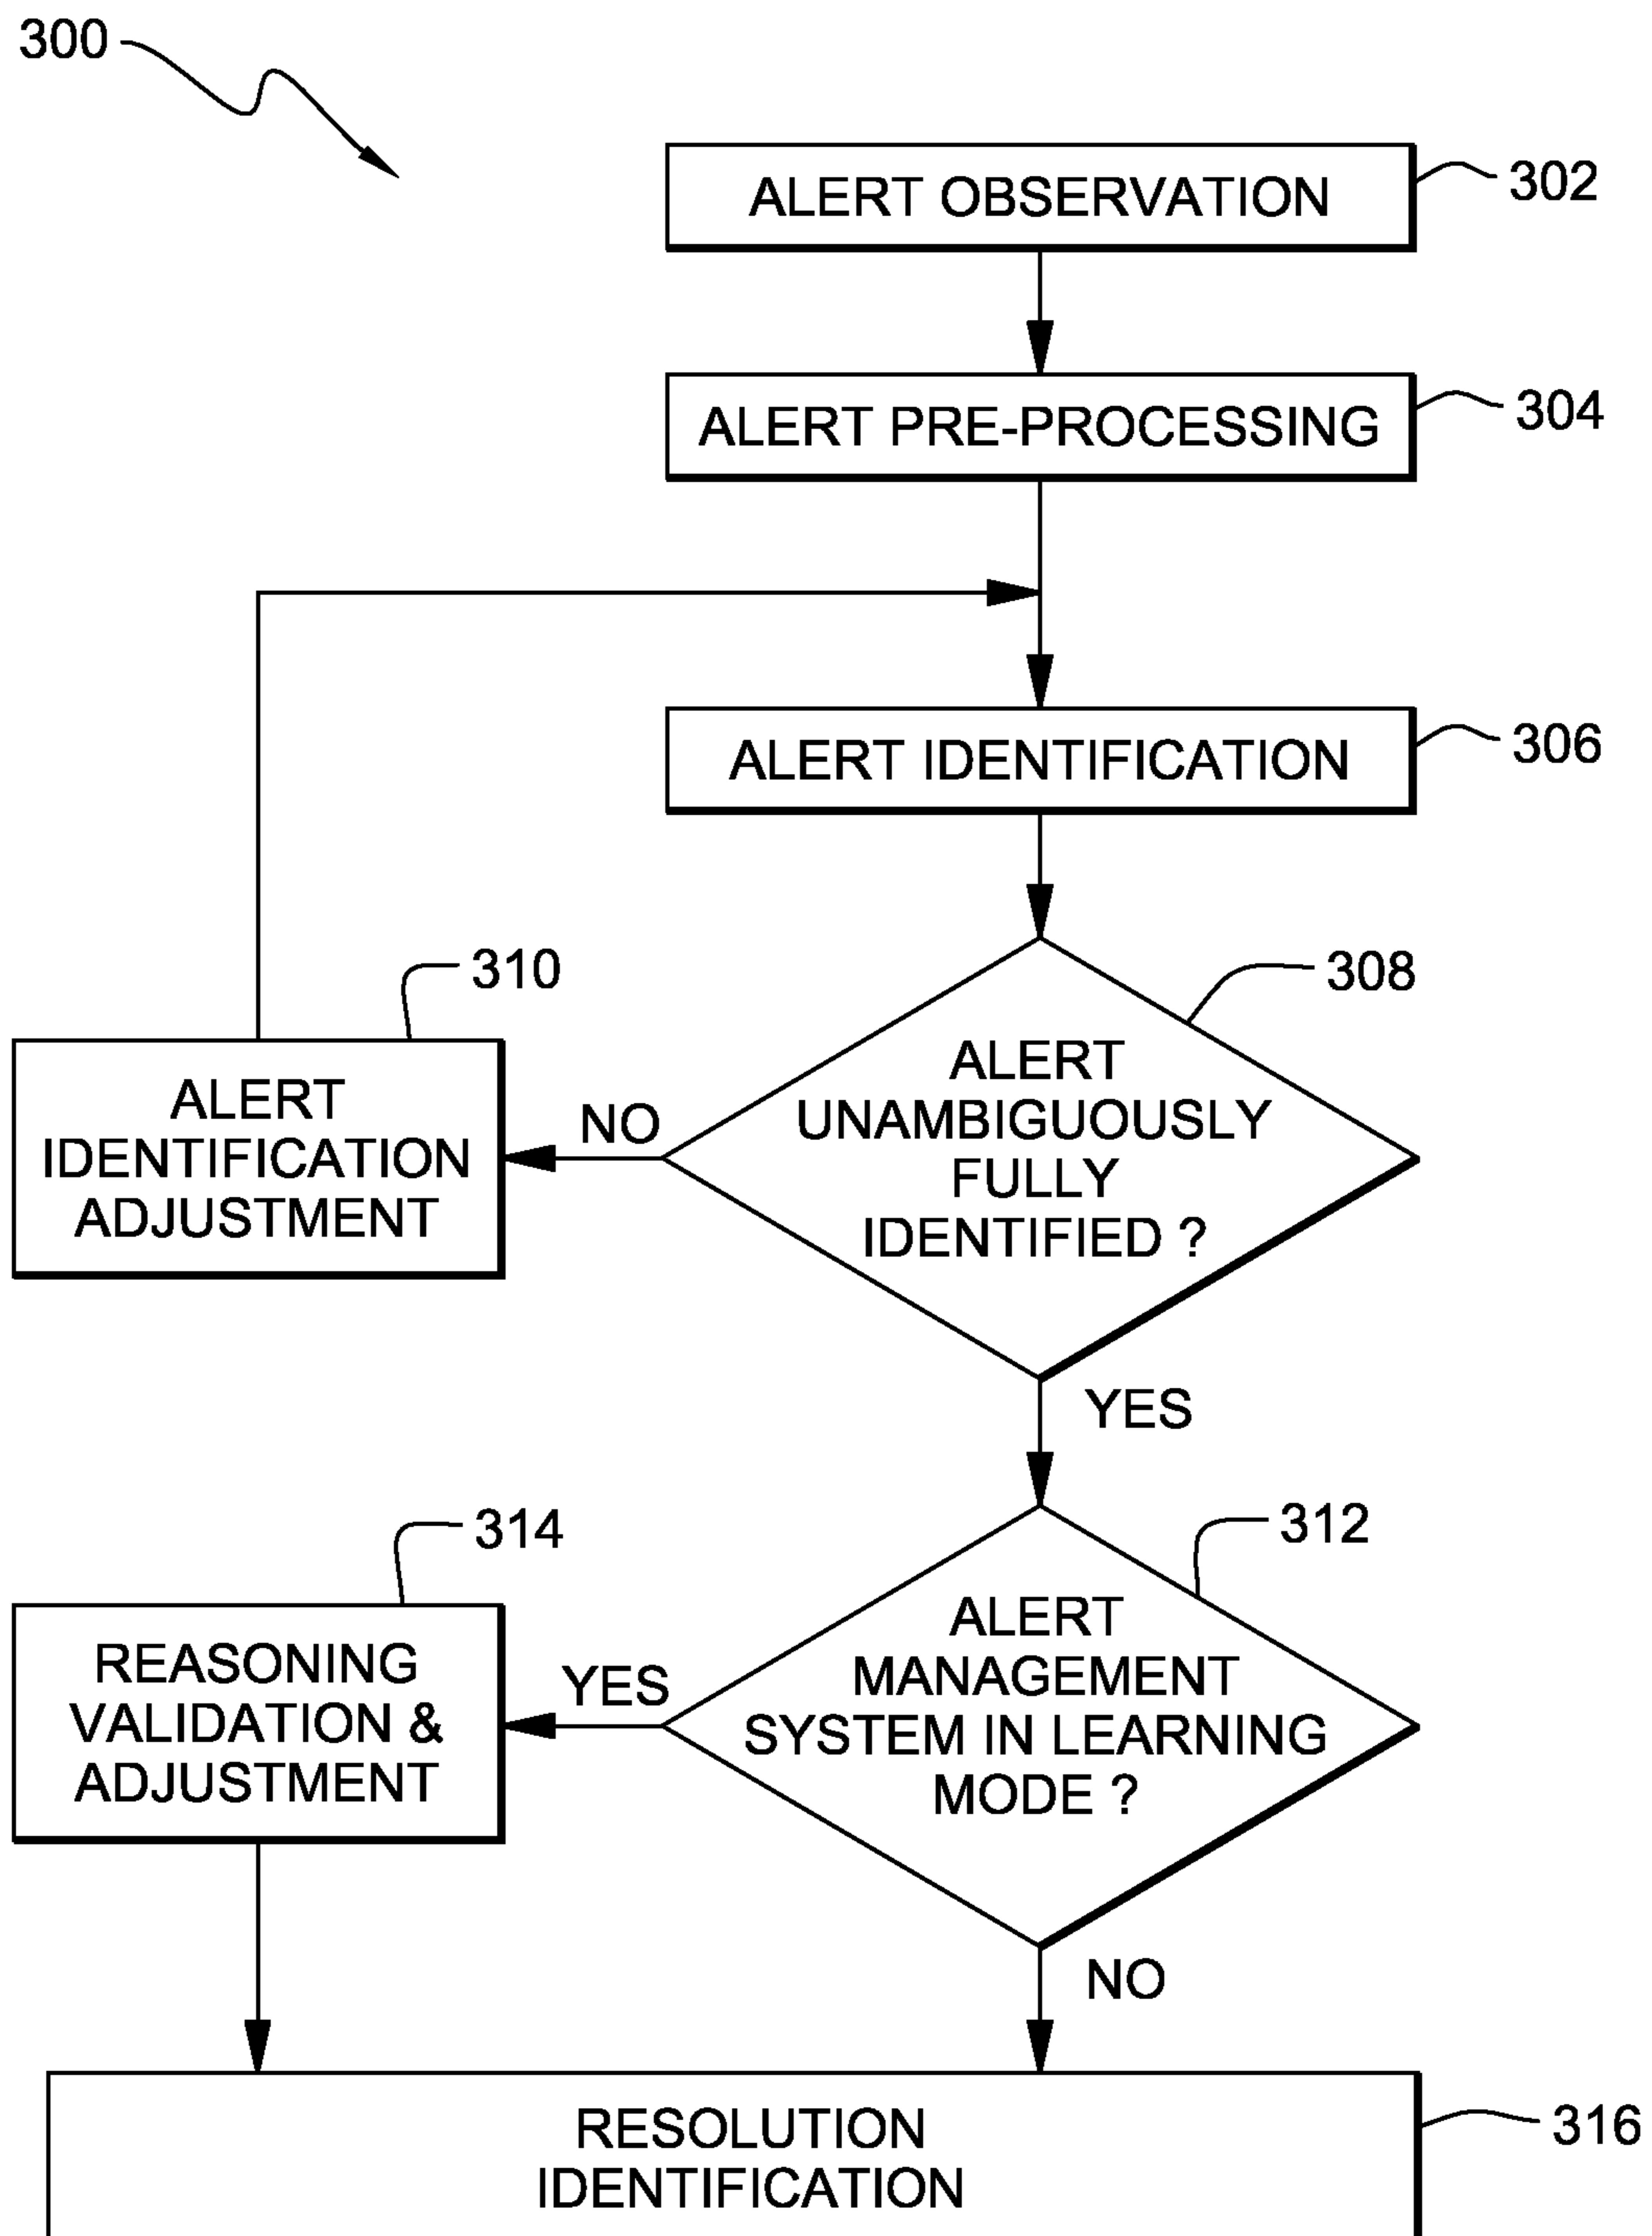 300
ALERT OBSERVATION
302
ALERT PRE-PROCESSING
304
ALERT IDENTIFICATION
306
308
ALERT
UNAMBIGUOUSLY
FULLY
IDENTIFIED ?
NO
310
ALERT
IDENTIFICATION
ADJUSTMENT
YES
312
ALERT
MANAGEMENT
SYSTEM IN LEARNING
MODE ?
YES
314
REASONING
VALIDATION &
ADJUSTMENT
NO
RESOLUTION
IDENTIFICATION
316